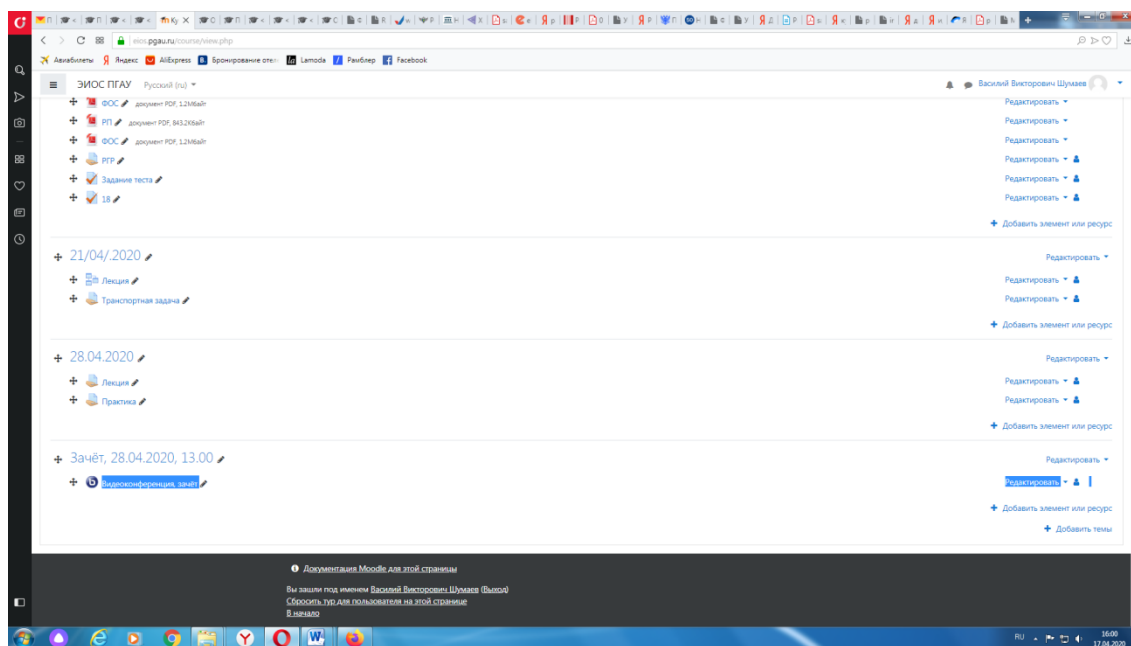 eios.pgau.ru/course/view.php
Авиабилеты Яндекс AliExpress Бронирование отел Lamoda Рамблер Facebook
ЭИОС ПГАУ Русский (ru) Василий Викторович Шумаев
ФОС документ PDF, 1.2Мбайт Редактировать
РП документ PDF, 843.2Кбайт Редактировать
ФОС документ PDF, 1.2Мбайт Редактировать
РГР Редактировать
Задание теста Редактировать
18 Редактировать
Добавить элемент или ресурс
21/04/.2020 Редактировать
Лекция Редактировать
Транспортная задача Редактировать
Добавить элемент или ресурс
28.04.2020 Редактировать
Лекция Редактировать
Практика Редактировать
Добавить элемент или ресурс
Зачёт, 28.04.2020, 13.00 Редактировать
Видеоконференция, зачёт Редактировать
Добавить элемент или ресурс
Добавить темы
Документация Moodle для этой страницы
Вы зашли под именем Василий Викторович Шумаев (Выход)
Сбросить тур для пользователя на этой странице
В начало
RU 16:00
17.04.2020